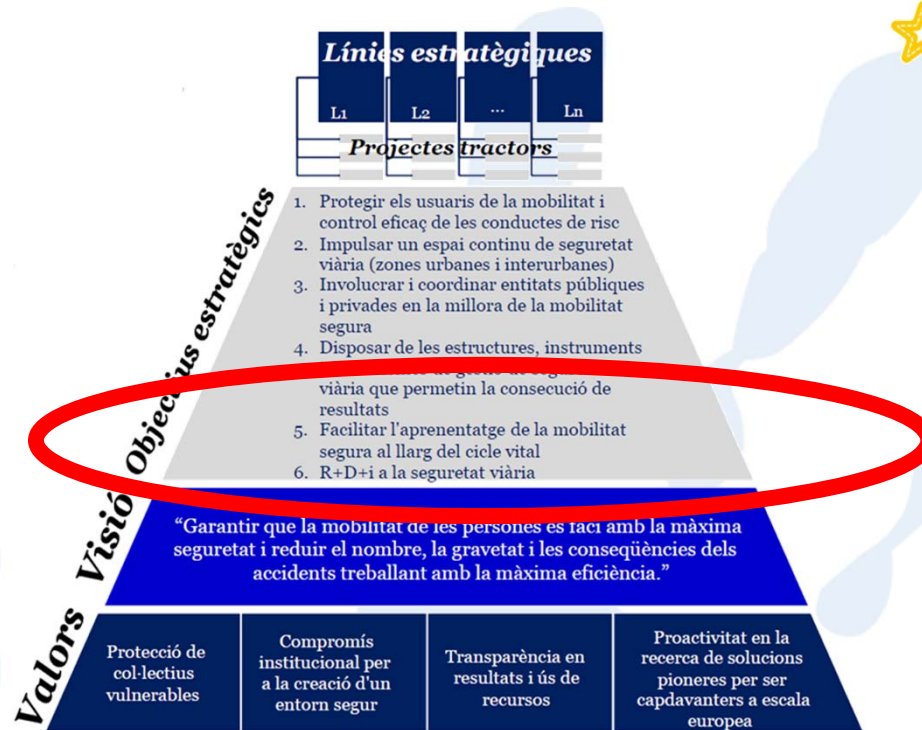 Línies estratègiques
L1 L2 ... Ln
Projectes tractors
Objectius estratègics
1. Protegir els usuaris de la mobilitat i
control eficaç de les conductes de risc
2. Impulsar un espai continu de seguretat
viària (zones urbanes i interurbanes)
3. Involucrar i coordinar entitats públiques
i privades en la millora de la mobilitat
segura
4. Disposar de les estructures, instruments
viària que permetin la consecució de
resultats
5. Facilitar l'aprenentatge de la mobilitat
segura al llarg del cicle vital
6. R+D+i a la seguretat viària
Visió
“Garantir que la mobilitat de les persones es faci amb la màxima
seguretat i reduir el nombre, la gravetat i les conseqüències dels
accidents treballant amb la màxima eficiència.”
Valors
Protecció de
col·lectius
vulnerables
Compromís
institucional per
a la creació d'un
entorn segur
Transparència en
resultats i ús de
recursos
Proactivitat en la
recerca de solucions
pioneres per ser
capdavanters a escala
europea